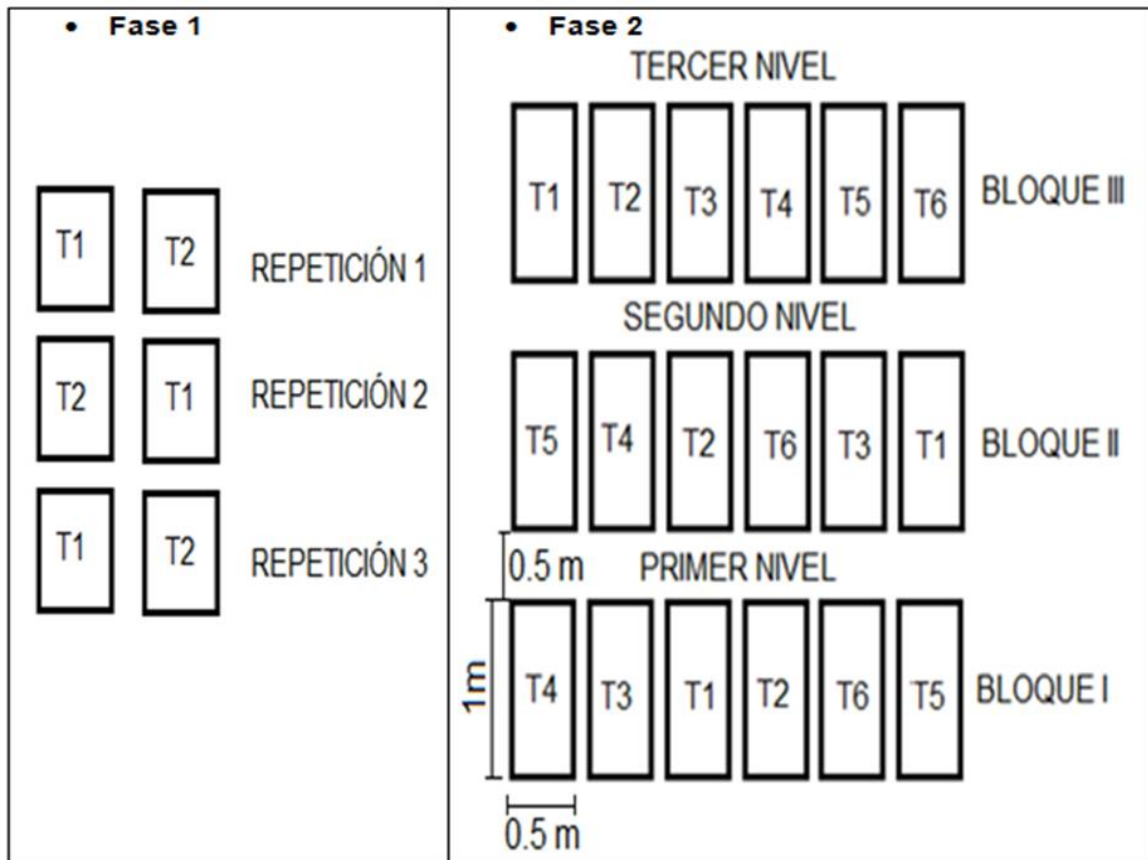 • Fase 1
T1 T2 REPETICIÓN 1
T2 T1 REPETICIÓN 2
T1 T2 REPETICIÓN 3
• Fase 2
TERCER NIVEL
T1 T2 T3 T4 T5 T6 BLOQUE III
SEGUNDO NIVEL
T5 T4 T2 T6 T3 T1 BLOQUE II
0.5 m PRIMER NIVEL
1m T4 T3 T1 T2 T6 T5 BLOQUE I
0.5 m